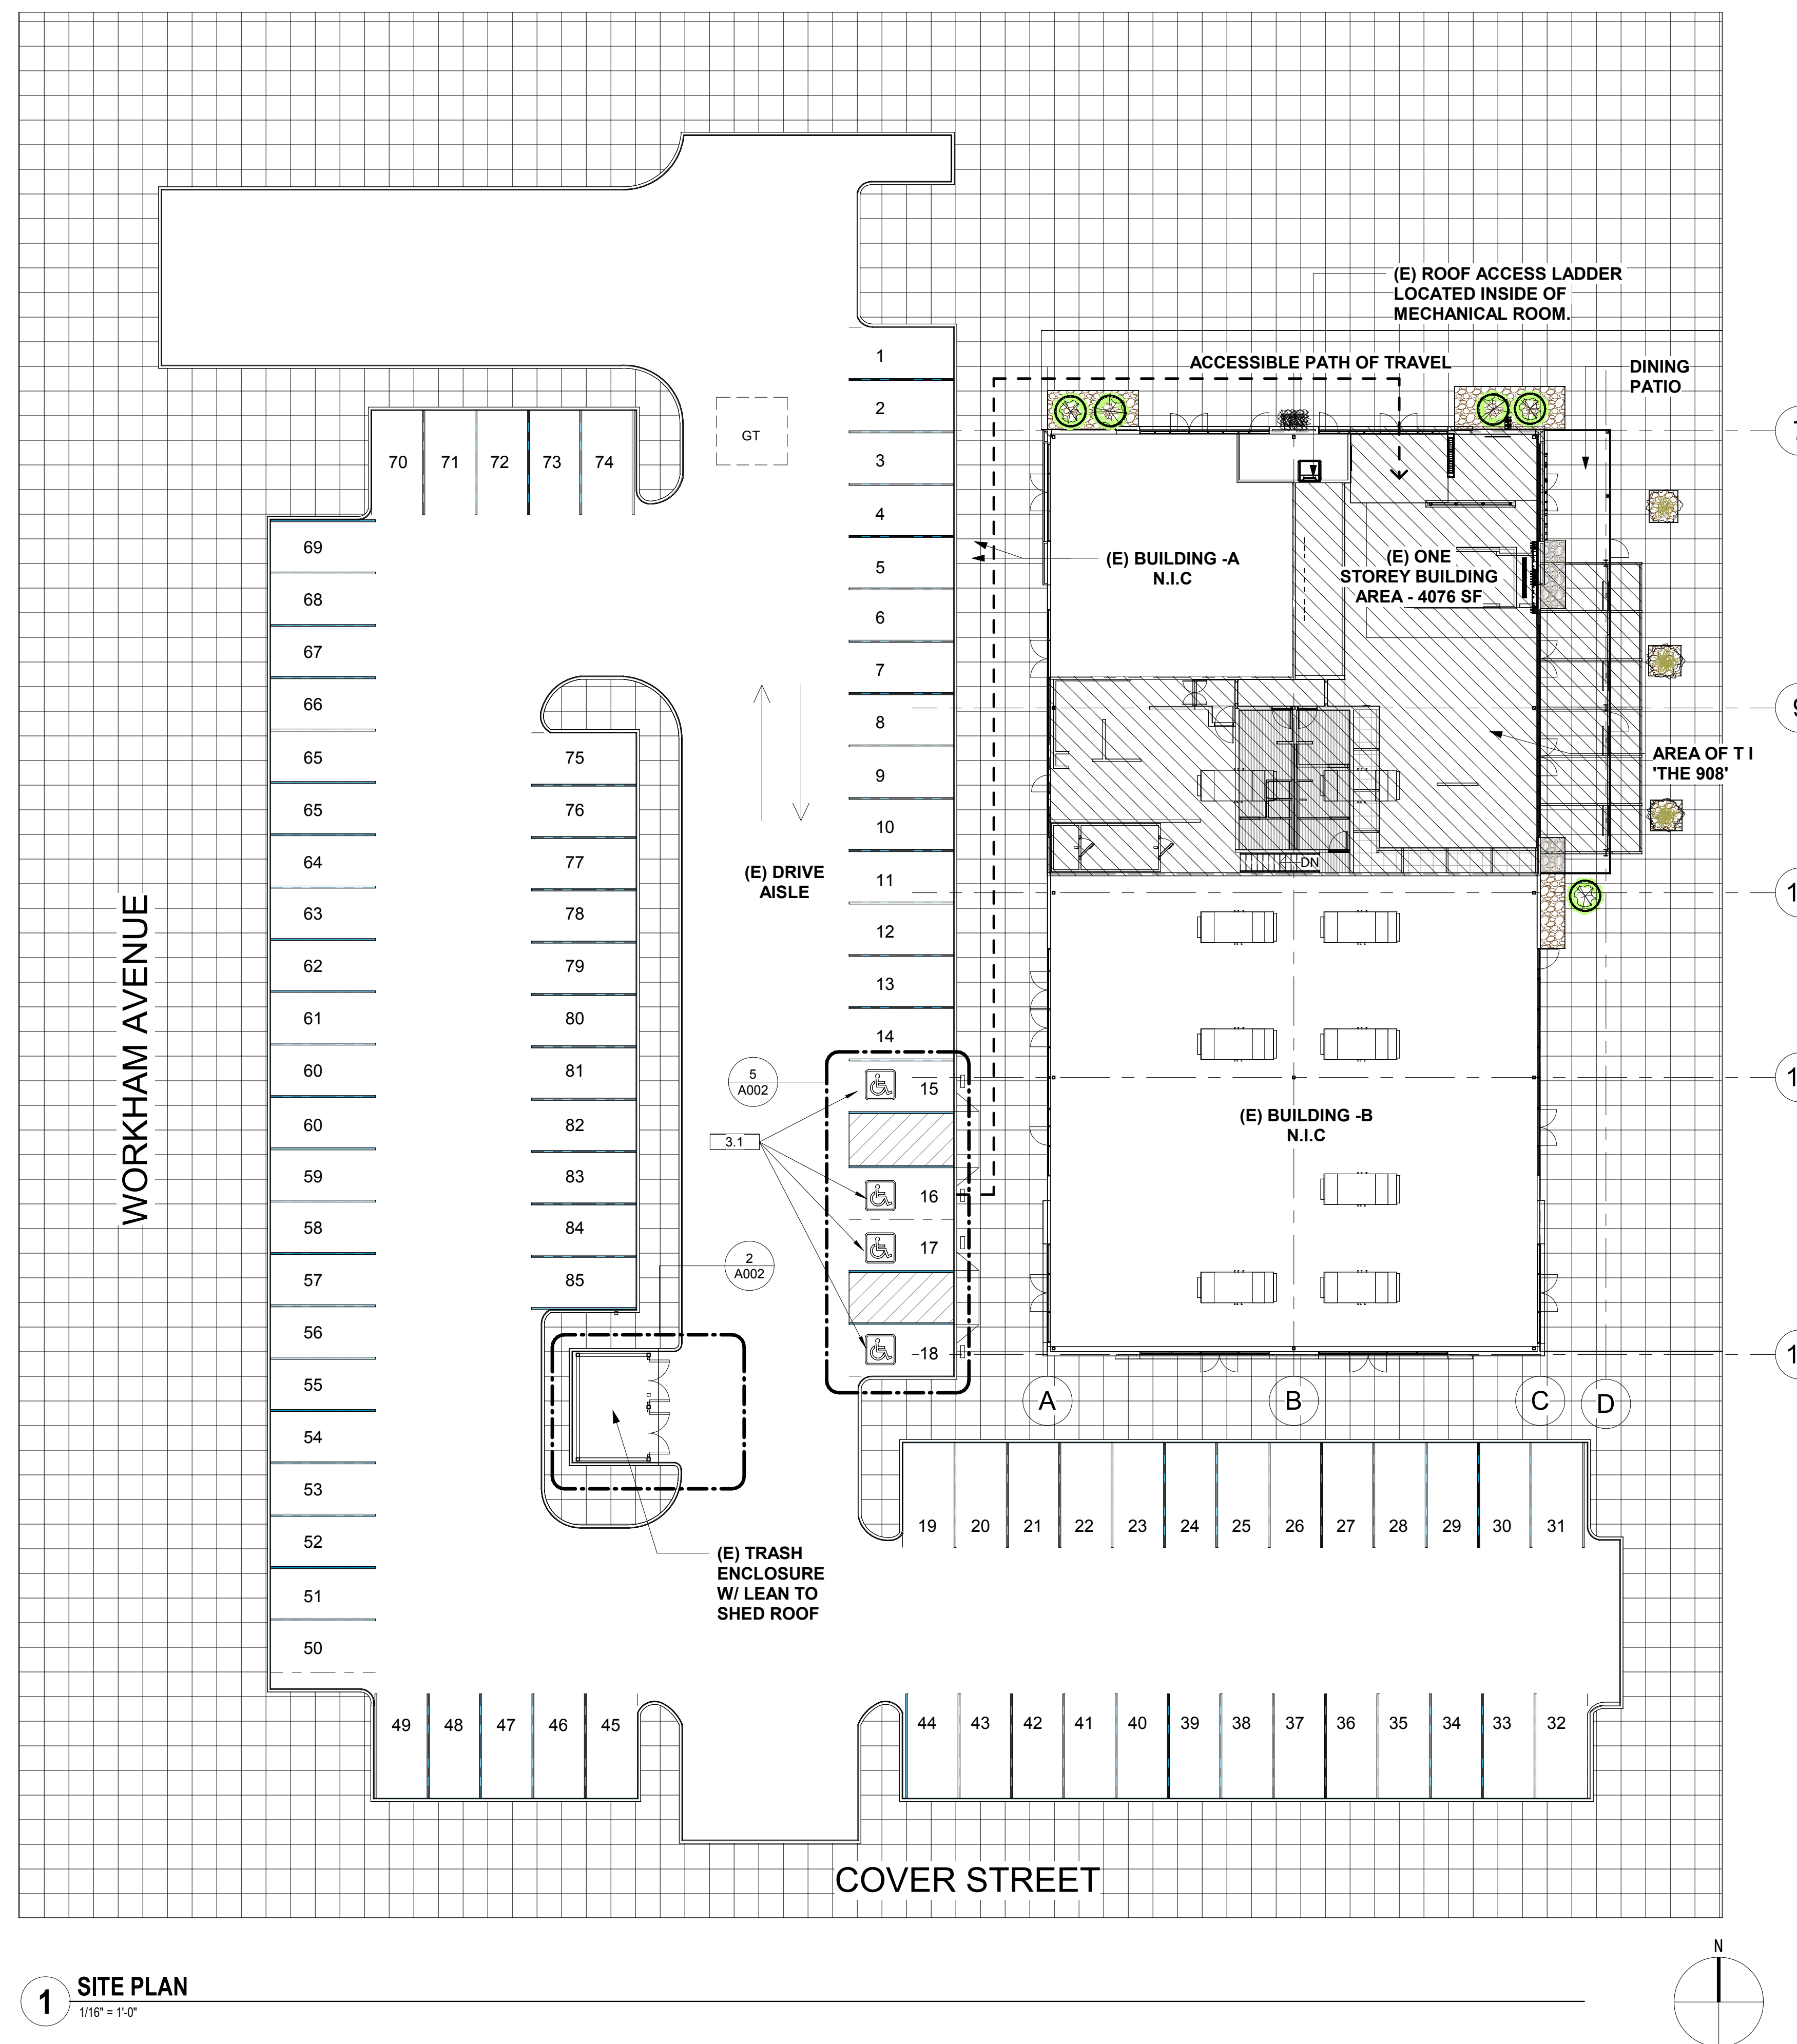 (E) ROOF ACCESS LADDER
LOCATED INSIDE OF
MECHANICAL ROOM.
ACCESSIBLE PATH OF TRAVEL
DINING
PATIO
1
2
3
4
5
6
7
8
9
10
11
12
13
14
15
16
17
18
GT
70 71 72 73 74
69
68
67
66
65
65
64
63
62
61
60
60
59
58
57
56
55
54
53
52
51
50
75
76
77
78
79
80
81
82
83
84
85
(E) BUILDING -A
N.I.C
(E) ONE
STOREY BUILDING
AREA - 4076 SF
AREA OF T I
'THE 908'
(E) DRIVE
AISLE
DN
WORKHAM AVENUE
5
A002
3.1
2
A002
(E) BUILDING -B
N.I.C
A B C D
(E) TRASH
ENCLOSURE
W/ LEAN TO
SHED ROOF
19 20 21 22 23 24 25 26 27 28 29 30 31
49 48 47 46 45
44 43 42 41 40 39 38 37 36 35 34 33 32
COVER STREET
N
1 SITE PLAN
1/16" = 1'-0"